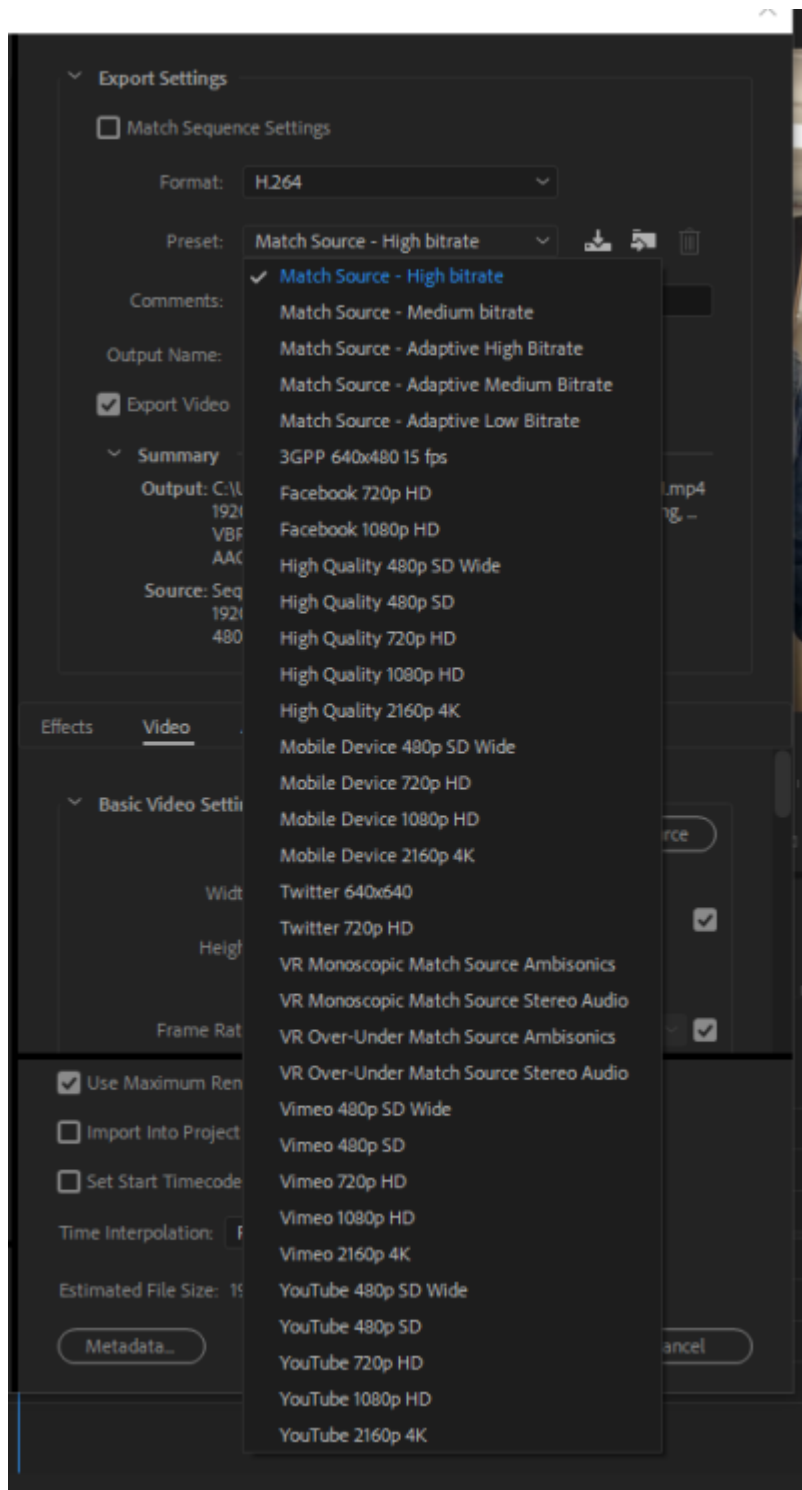 Export Settings
Match Sequence Settings
Format: H.264
Preset: Match Source - High bitrate
Match Source - High bitrate
Comments:
Match Source - Medium bitrate
Match Source - Adaptive High Bitrate
Output Name:
Match Source - Adaptive Medium Bitrate
Export Video
Match Source - Adaptive Low Bitrate
Summary
3GPP 640x480 15 fps
Output: C:\
Facebook 720p HD
.mp4
Facebook 1080p HD
AAC
High Quality 480p SD Wide
Source: Seq
High Quality 480p SD
480
High Quality 720p HD
High Quality 1080p HD
High Quality 2160p 4K
Effects Video
Mobile Device 480p SD Wide
Mobile Device 720p HD
Basic Video
Mobile Device 1080p HD
Mobile Device 2160p 4K
Twitter 640x640
Twitter 720p HD
VR Monoscopic Match Source Ambisonics
VR Monoscopic Match Source Stereo Audio
Frame
VR Over-Under Match Source Ambisonics
Use Maximum
VR Over-Under Match Source Stereo Audio
Vimeo 480p SD Wide
Import Into Project
Vimeo 480p SD
Set Start Timecode
Vimeo 720p HD
Vimeo 1080p HD
Time Interpolation:
Vimeo 2160p 4K
Estimated File Size:
YouTube 480p SD Wide
YouTube 480p SD
Metadata...
YouTube 720p HD
YouTube 1080p HD
YouTube 2160p 4K